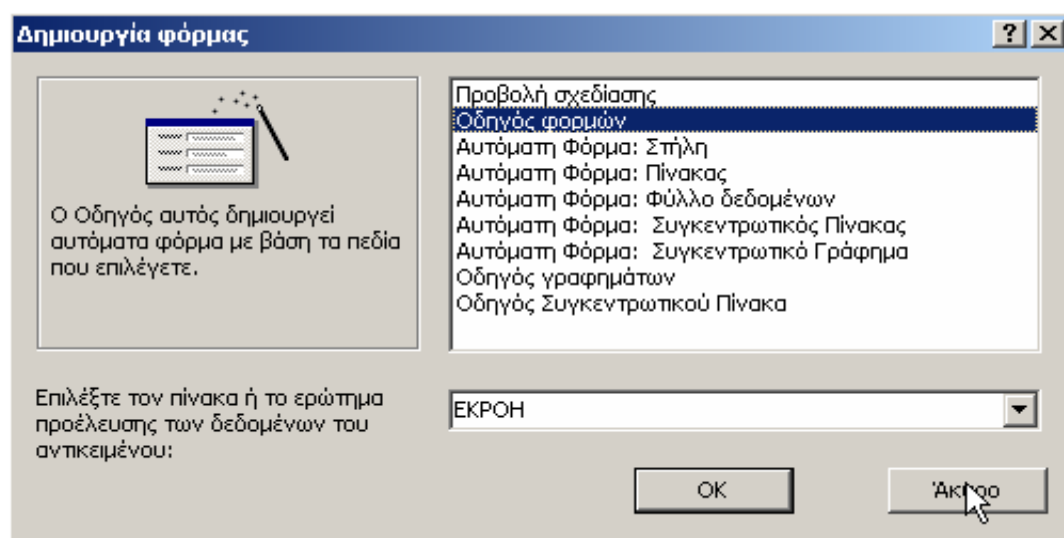 Δημιουργία φόρμας
Ο Οδηγός αυτός δημιουργεί
αυτόματα φόρμα με βάση τα πεδία
που επιλέγετε.
Προβολή σχεδίασης
Οδηγός φορμών
Αυτόματη Φόρμα: Στήλη
Αυτόματη Φόρμα: Πίνακας
Αυτόματη Φόρμα: Φύλλο δεδομένων
Αυτόματη Φόρμα:  Συγκεντρωτικός Πίνακας
Αυτόματη Φόρμα:  Συγκεντρωτικό Γράφημα
Οδηγός γραφημάτων
Οδηγός Συγκεντρωτικού Πίνακα
Επιλέξτε τον πίνακα ή το ερώτημα
προέλευσης των δεδομένων του
αντικειμένου:
ΕΚΡΟΗ
OK
Άκυρο